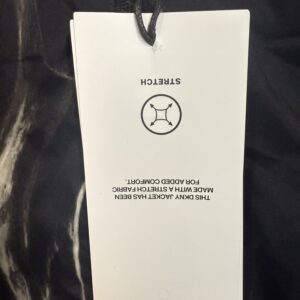 THIS DKNY JACKET HAS BEEN
MADE WITH A STRETCH FABRIC
FOR ADDED COMFORT.
STRETCH